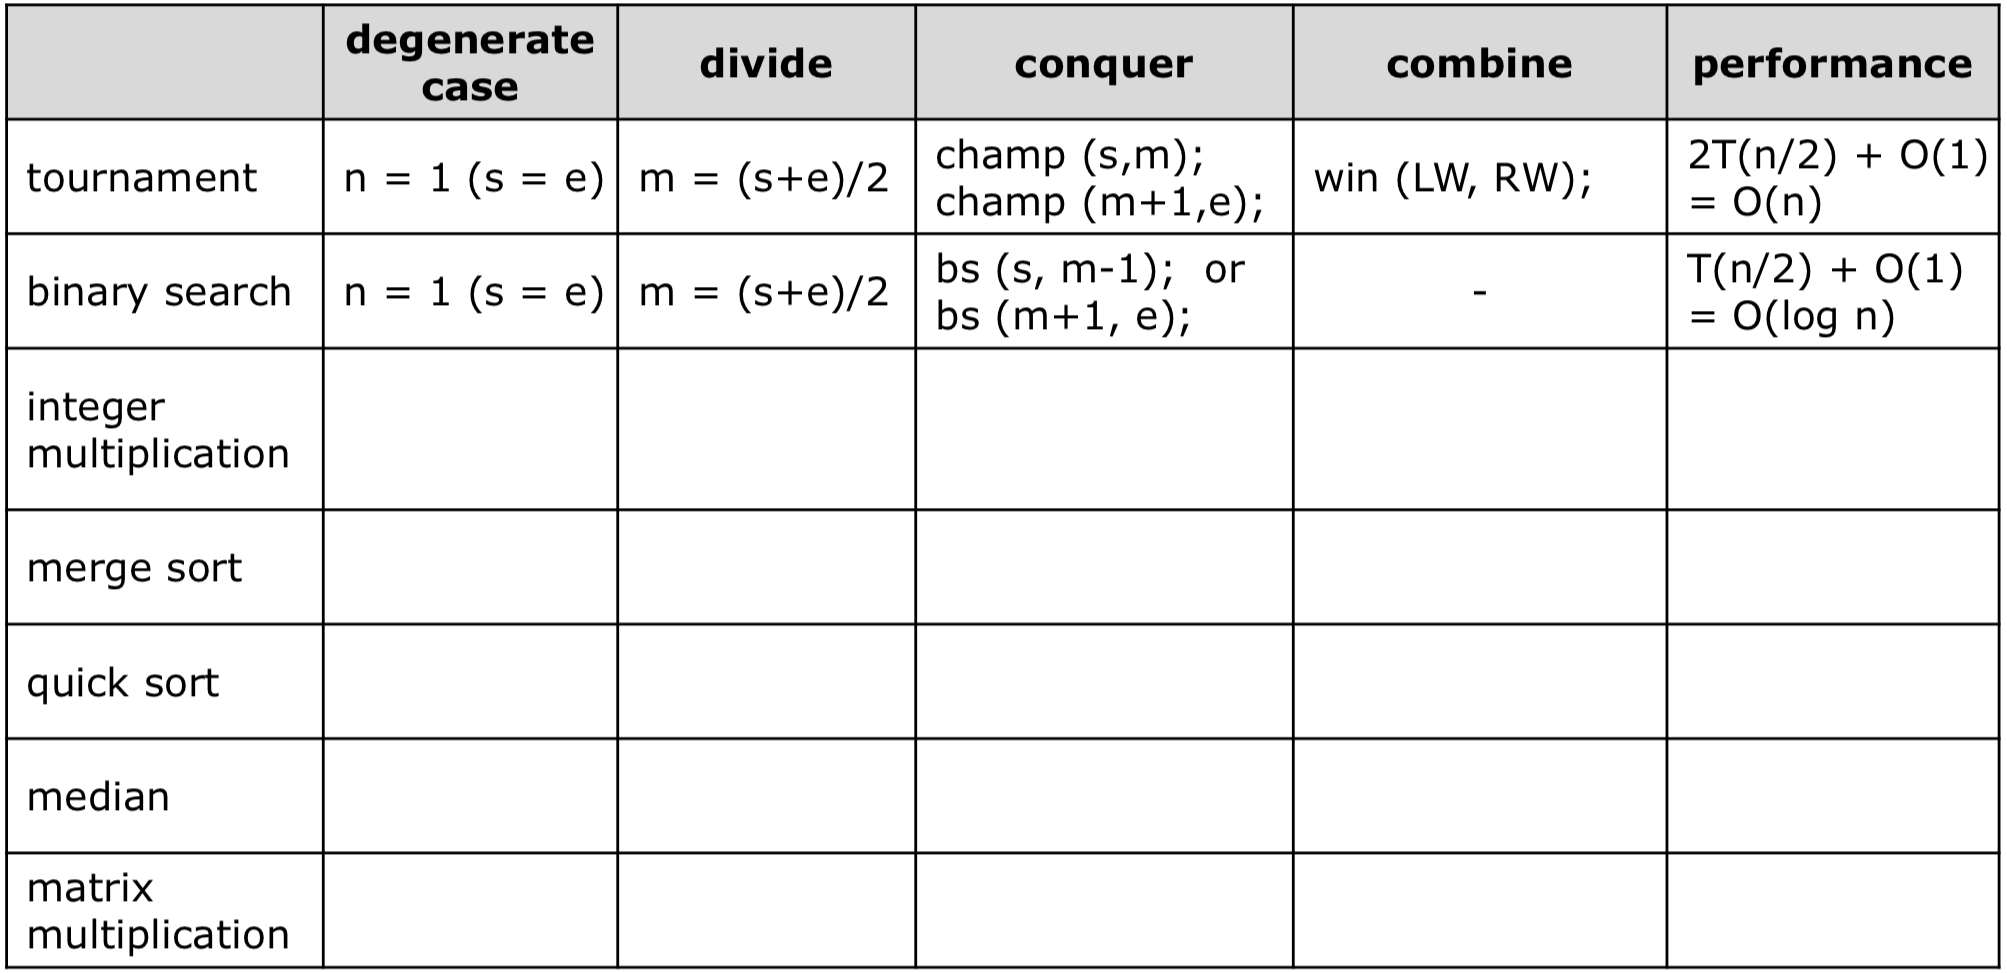 degenerate case divide conquer combine performance
tournament n = 1 (s = e) m = (s+e)/2 champ (s,m); champ (m+1,e); win (LW, RW); 2T(n/2) + O(1) = O(n)
binary search n = 1 (s = e) m = (s+e)/2 bs (s, m-1); or bs (m+1, e); - T(n/2) + O(1) = O(log n)
integer multiplication
merge sort
quick sort
median
matrix multiplication